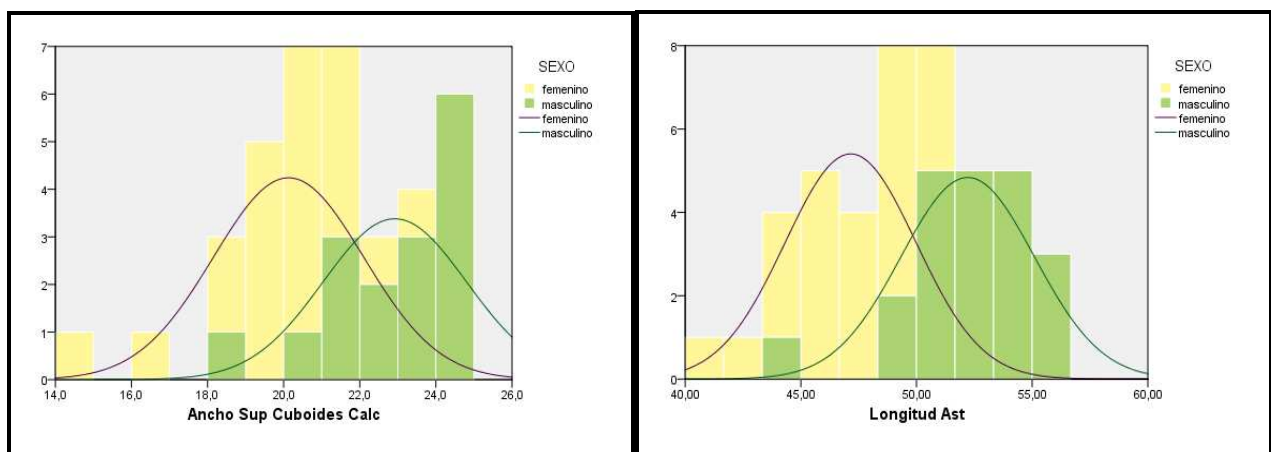 7
6
5
4
3
2
1
0
14,0 16,0 18,0 20,0 22,0 24,0 26,0
Ancho Sup Cuboides Calc
SEXO
femenino
masculino
femenino
masculino
8
6
4
2
0
40,00 45,00 50,00 55,00 60,00
Longitud Ast
SEXO
femenino
masculino
femenino
masculino